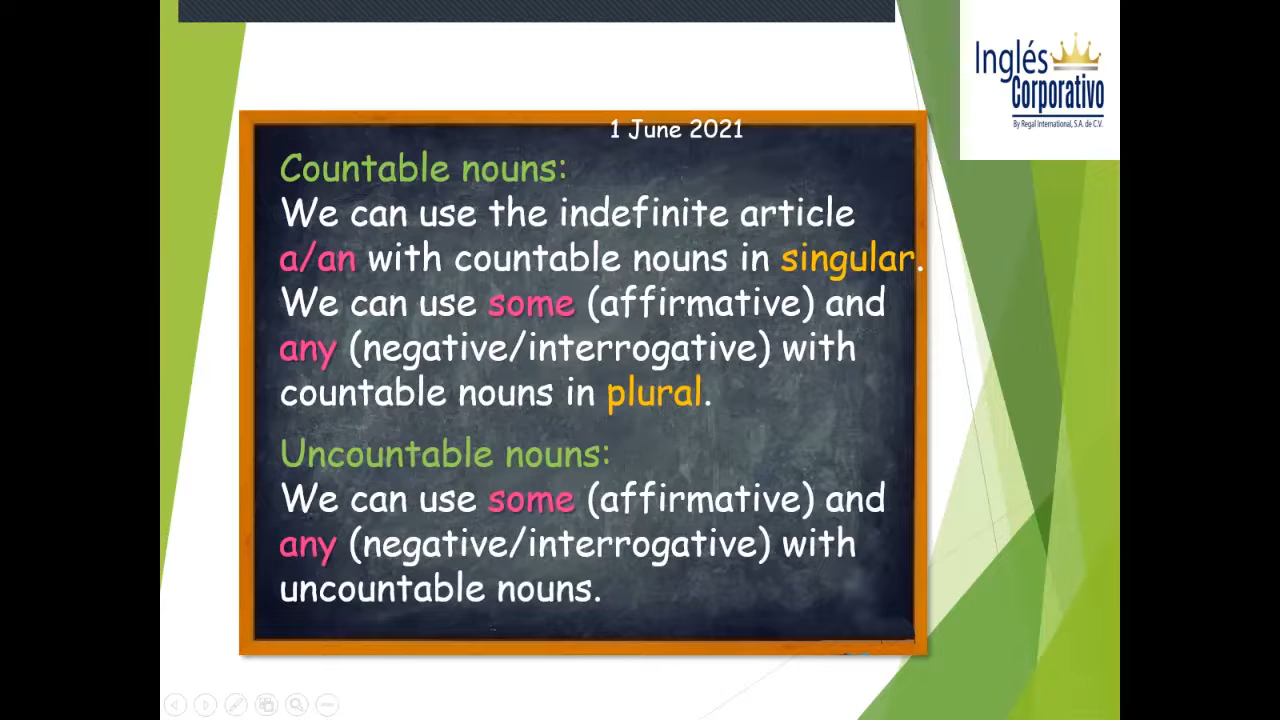 Inglés
Corporativo
By Regal International, S.A. de C.V.
1 June 2021
Countable nouns:
We can use the indefinite article
a/an with countable nouns in singular.
We can use some (affirmative) and
any (negative/interrogative) with
countable nouns in plural.
Uncountable nouns:
We can use some (affirmative) and
any (negative/interrogative) with
uncountable nouns.